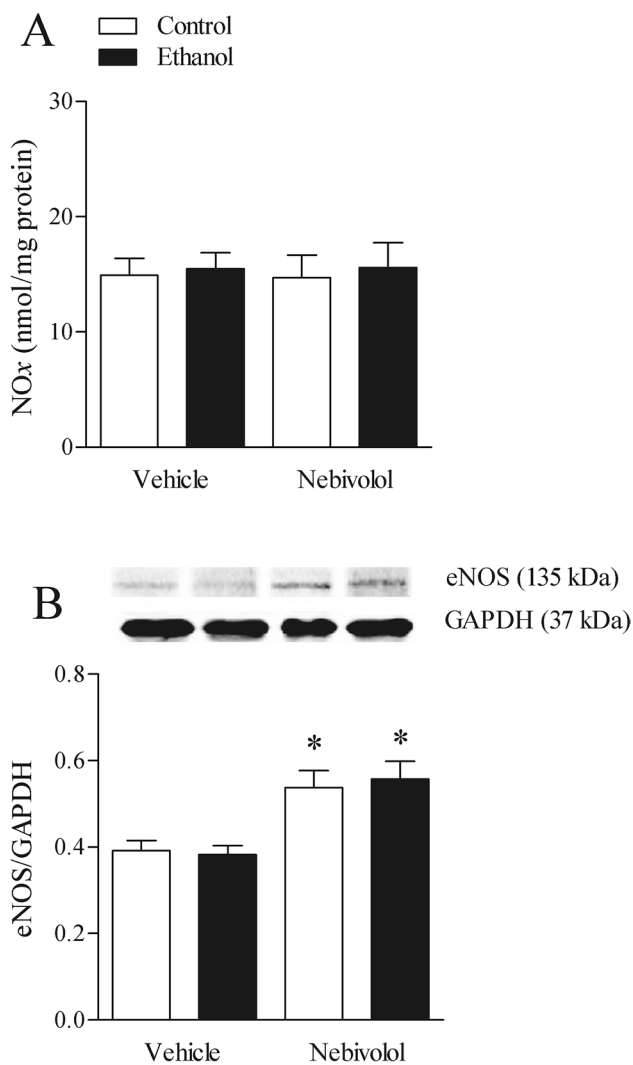 A
Control
Ethanol
NOx (nmol/mg protein)
30
20
10
0
Vehicle Nebivolol
B
eNOS (135 kDa)
GAPDH (37 kDa)
eNOS/GAPDH
0.8
0.6
0.4
0.2
0.0
* *
Vehicle Nebivolol